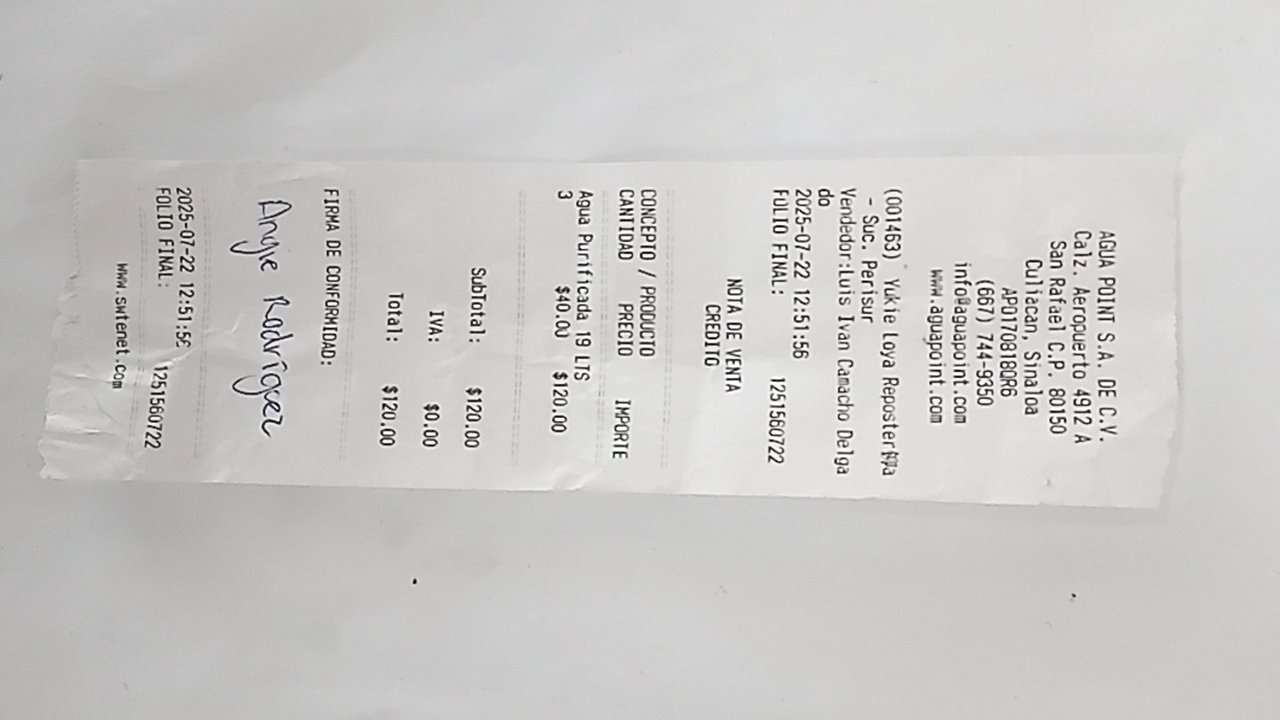 AGUA POINT S.A. DE C.V.
Calz. Aeropuerto 4912 A
San Rafael C.P. 80150
Culiacan, Sinaloa
APO170818QR6
(667) 744-9350
info@aguapoint.com
www.aguapoint.com
(001463) Yukie Loya Reposter
- Suc. Perisur
Vendedor:Luis Ivan Camacho Delga
do
2025-07-22 12:51:56
FOLIO FINAL: 1251560722
NOTA DE VENTA
CREDITO
CONCEPTO / PRODUCTO
CANTIDAD PRECIO IMPORTE
Agua Purificada 19 LTS
3 $40.00 $120.00
SubTotal: $120.00
IVA: $0.00
Total: $120.00
FIRMA DE CONFORMIDAD:
Angie Rodríguez
2025-07-22 12:51:52
FOLIO FINAL: 1251560722
www.swtenet.com